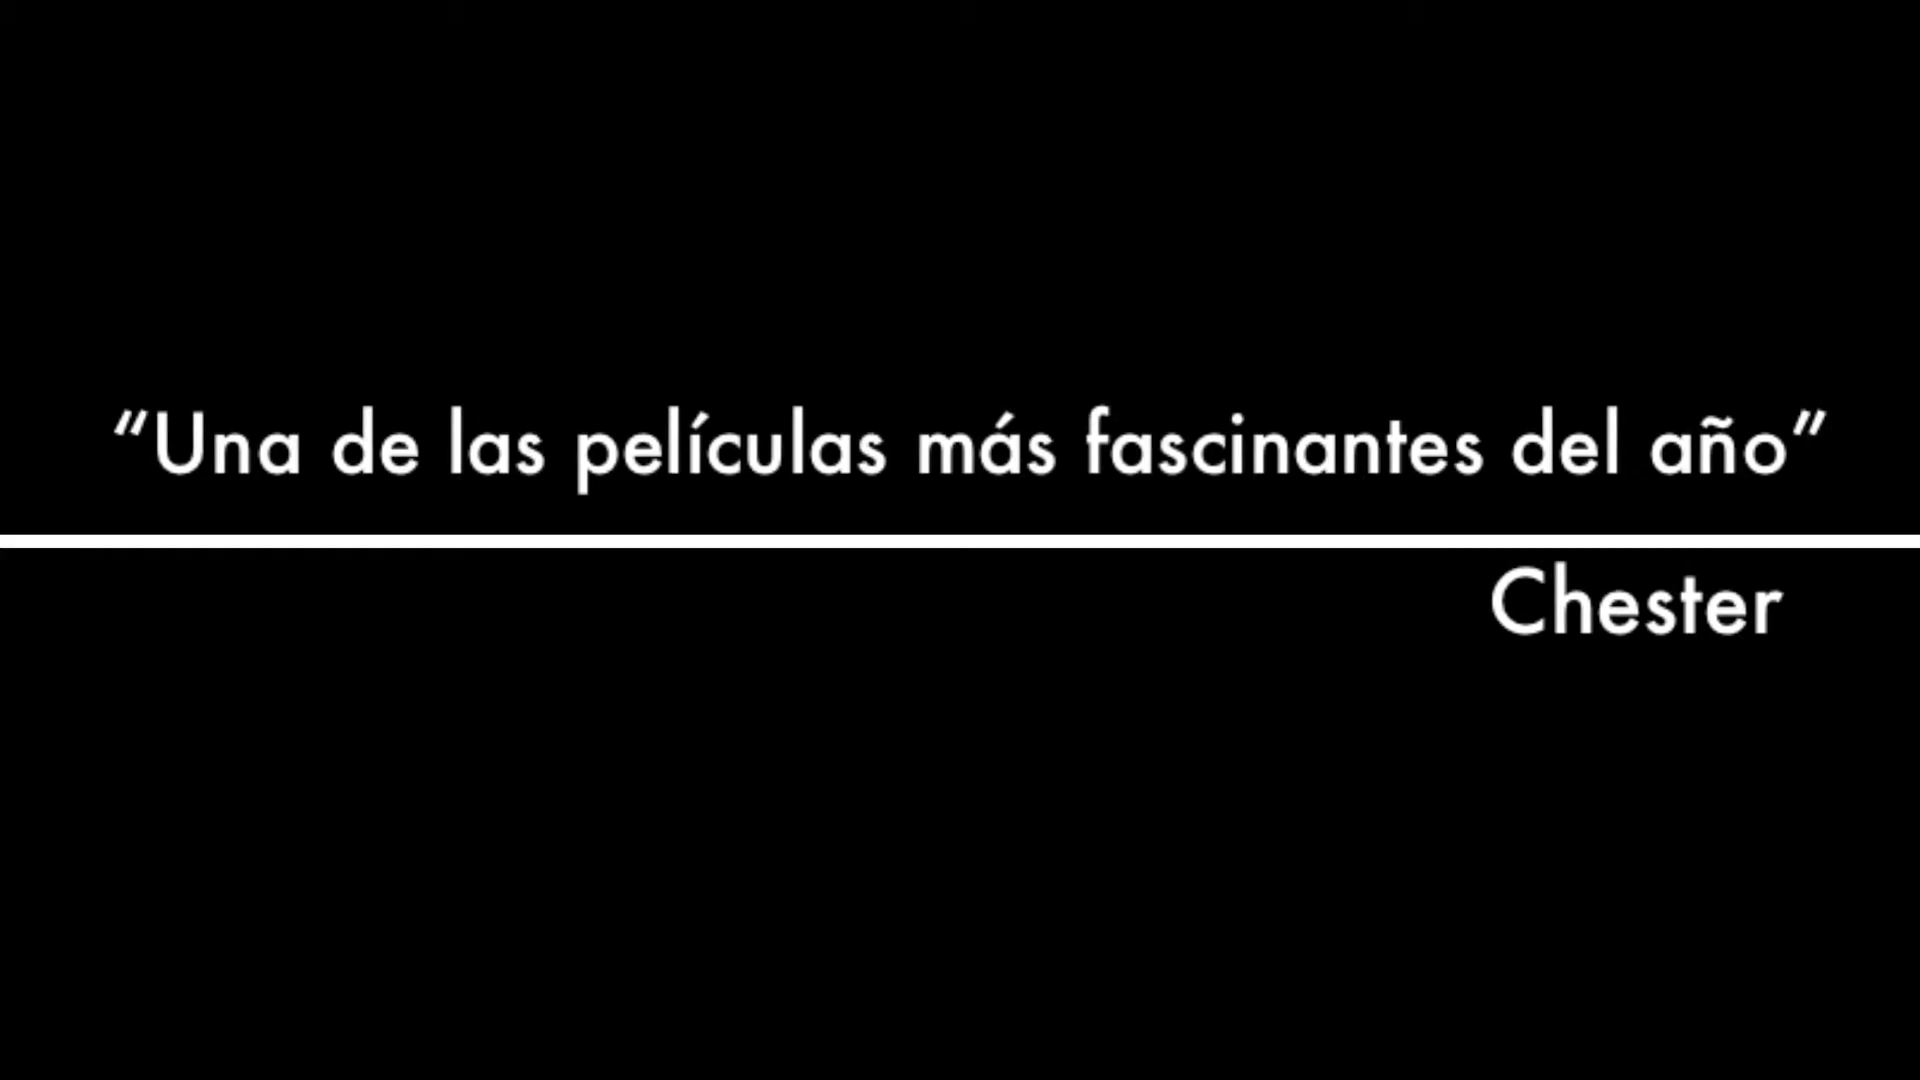 “Una de las películas más fascinantes del año”
Chester